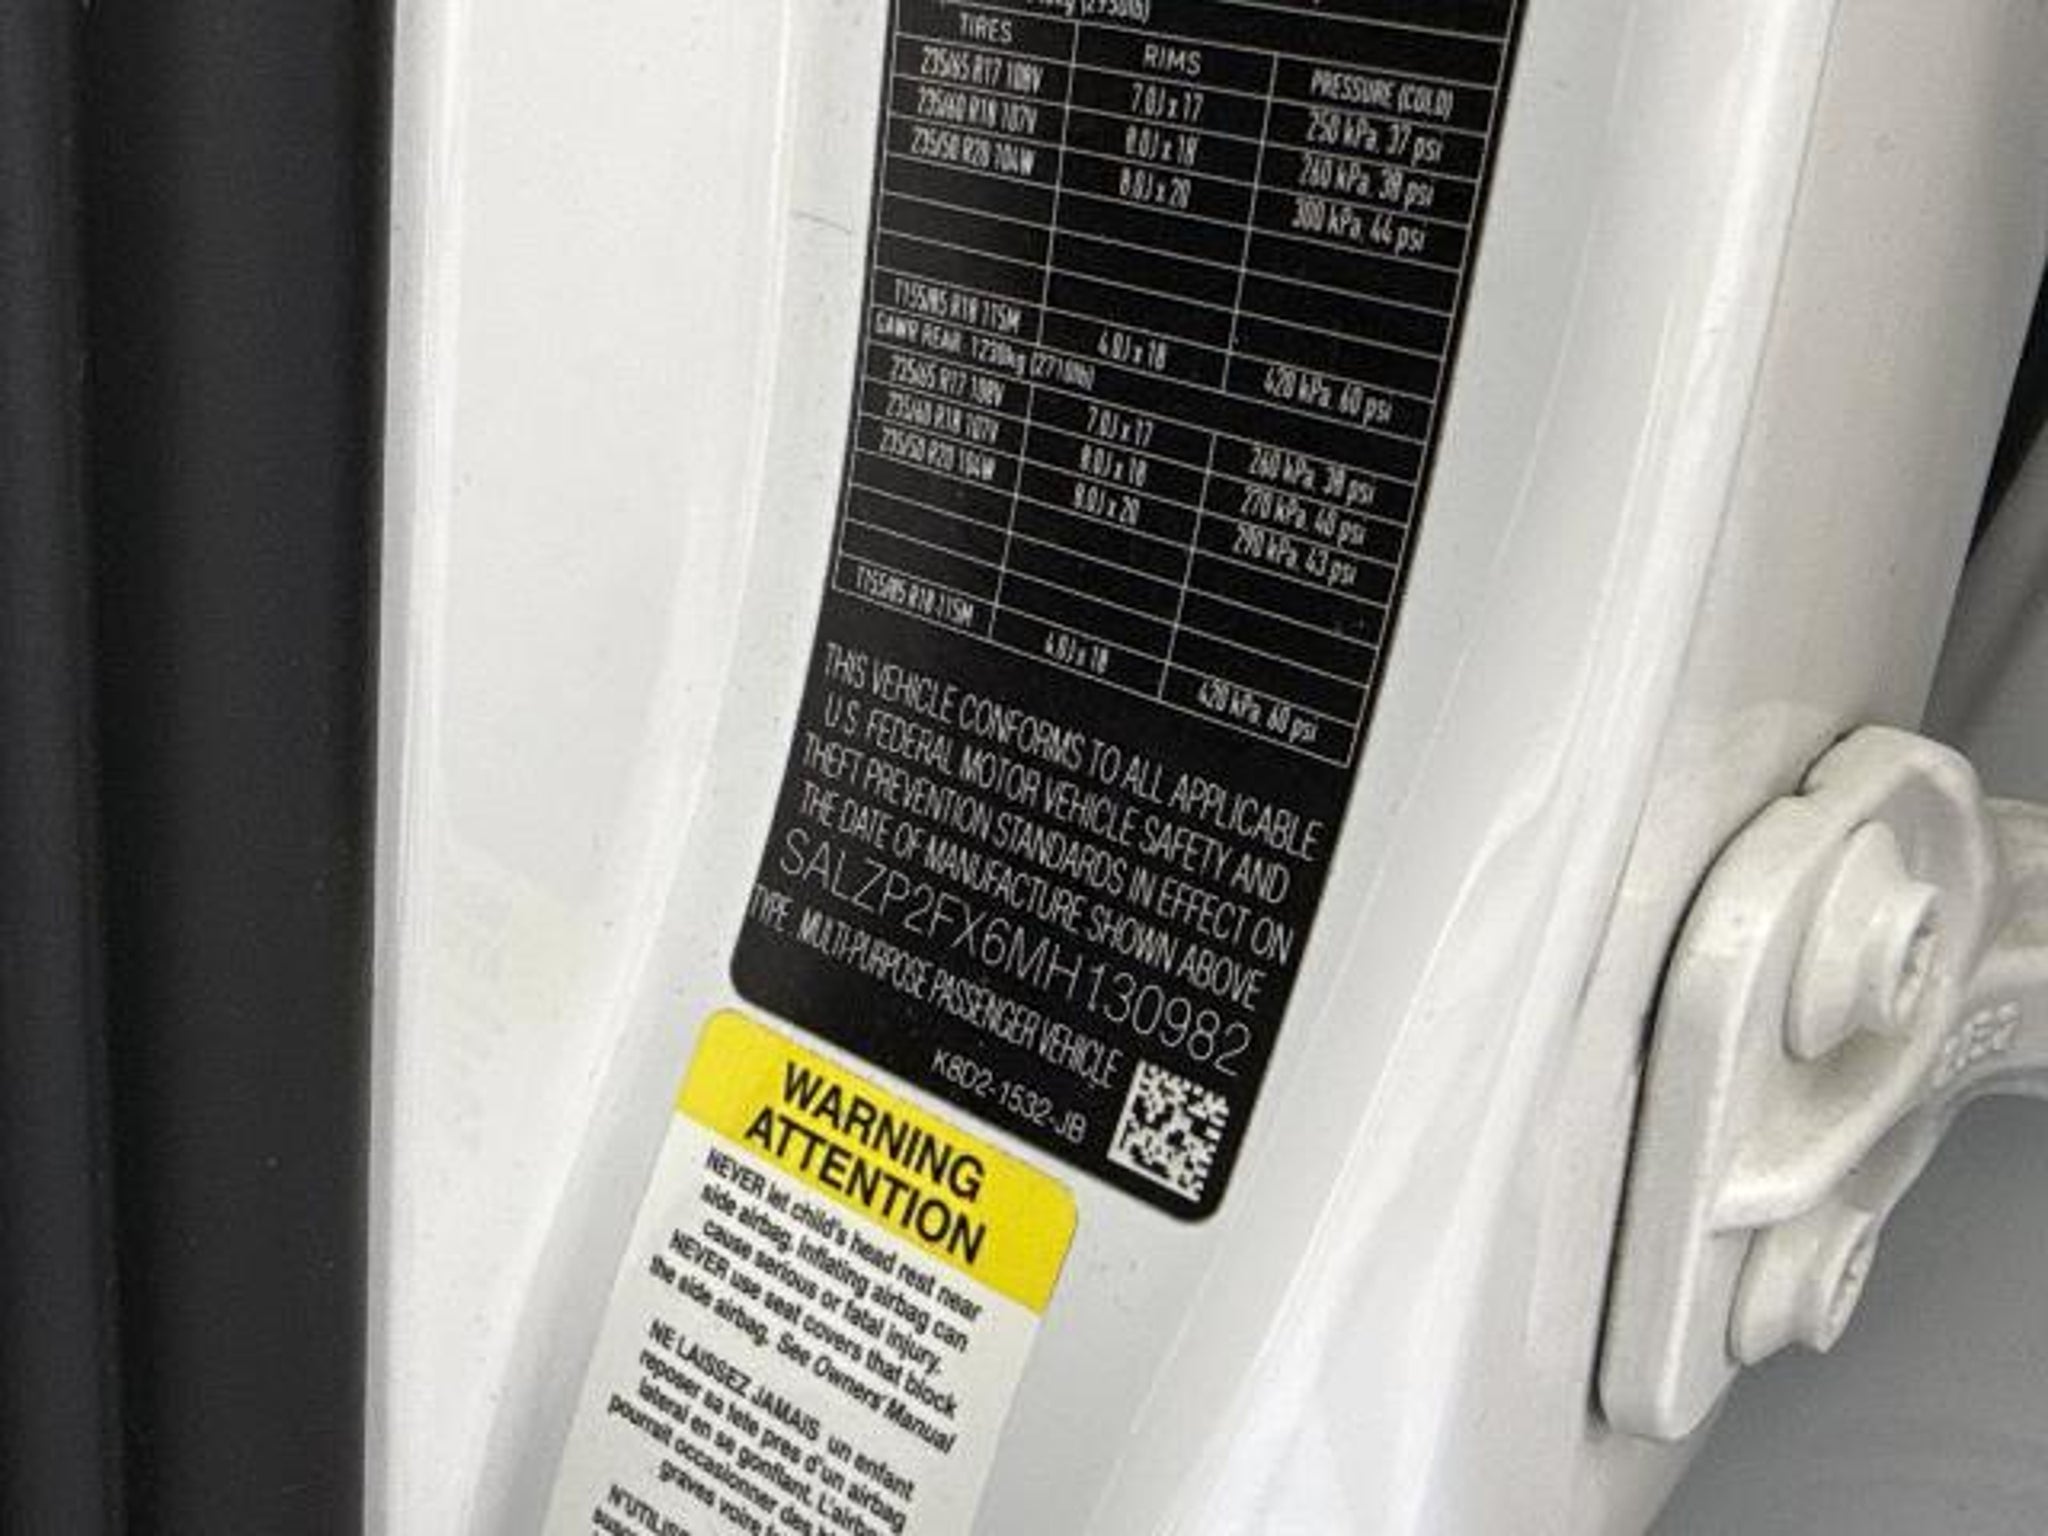 TIRES RIMS PRESSURE (COLD)
235/65 R17 108V 7.0J x 17 250 kPa, 37 psi
235/60 R18 107V 8.0J x 18 260 kPa, 38 psi
235/50 R20 104W 8.0J x 20 300 kPa, 44 psi
T155/85 R18 115M 4.0J x 18 420 kPa, 60 psi
GAWR REAR: 1230kg (2710lb)
235/65 R17 108V 7.0J x 17 260 kPa, 38 psi
235/60 R18 107V 8.0J x 18 270 kPa, 40 psi
235/50 R20 104W 8.0J x 20 290 kPa, 43 psi
T155/85 R18 115M 4.0J x 18 420 kPa, 60 psi
THIS VEHICLE CONFORMS TO ALL APPLICABLE
U.S. FEDERAL MOTOR VEHICLE SAFETY AND
THEFT PREVENTION STANDARDS IN EFFECT ON
THE DATE OF MANUFACTURE SHOWN ABOVE
SALZP2FX6MH130982
TYPE: MULTI-PURPOSE PASSENGER VEHICLE
K8D2-1532-JB
WARNING
ATTENTION
NEVER let child's head rest near
side airbag. Inflating airbag can
cause serious or fatal injury.
NEVER use seat covers that block
the side airbag. See Owners' Manual
NE LAISSEZ JAMAIS un enfant
reposer sa tete pres d'un airbag
lateral en se gonflant. L'airbag
pourrait occasionner des
graves voire
N'UTILIS